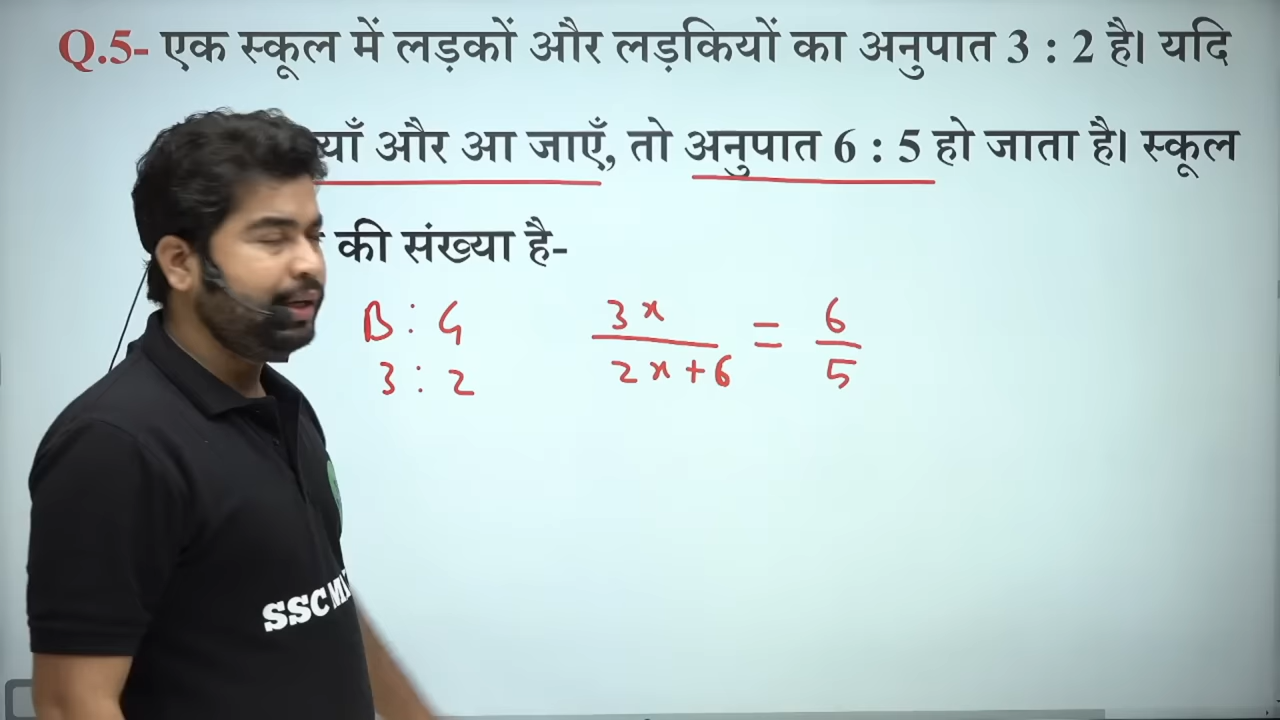 Q.5- एक स्कूल में लड़कों और लड़कियों का अनुपात 3 : 2 है। यदि
और आ जाएँ, तो अनुपात 6 : 5 हो जाता है। स्कूल
की संख्या है-
B : G
3 : 2
3x / 2x+6 = 6 / 5
SSC